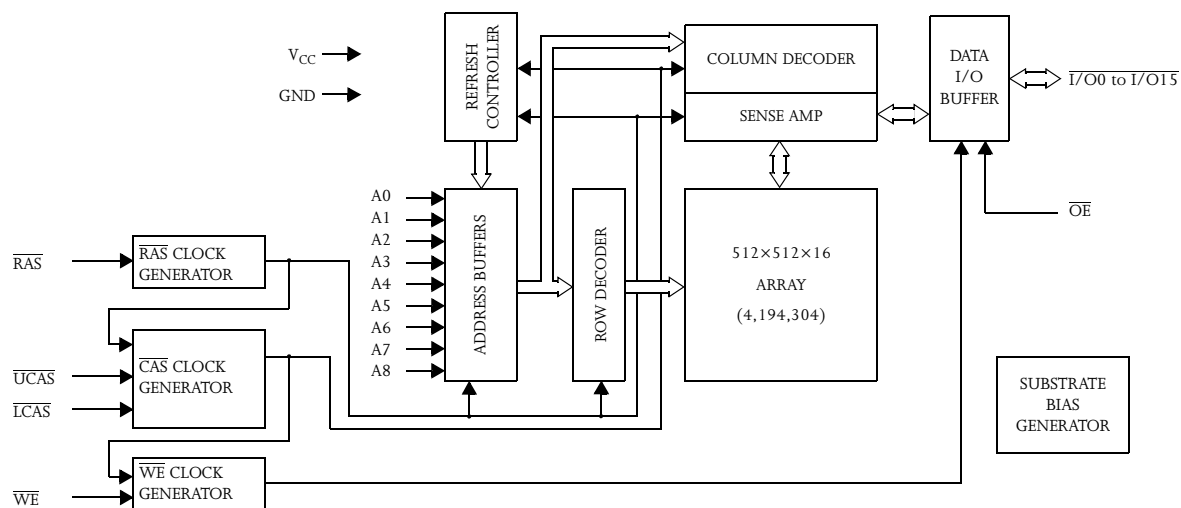 V_CC
GND
REFRESH
CONTROLLER
COLUMN DECODER
SENSE AMP
DATA
I/O
BUFFER
I/O0 to I/O15
OE
A0
A1
A2
A3
A4
A5
A6
A7
A8
ADDRESS BUFFERS
ROW DECODER
512×512×16
ARRAY
(4,194,304)
RAS
RAS CLOCK
GENERATOR
UCAS
LCAS
CAS CLOCK
GENERATOR
WE
WE CLOCK
GENERATOR
SUBSTRATE
BIAS
GENERATOR